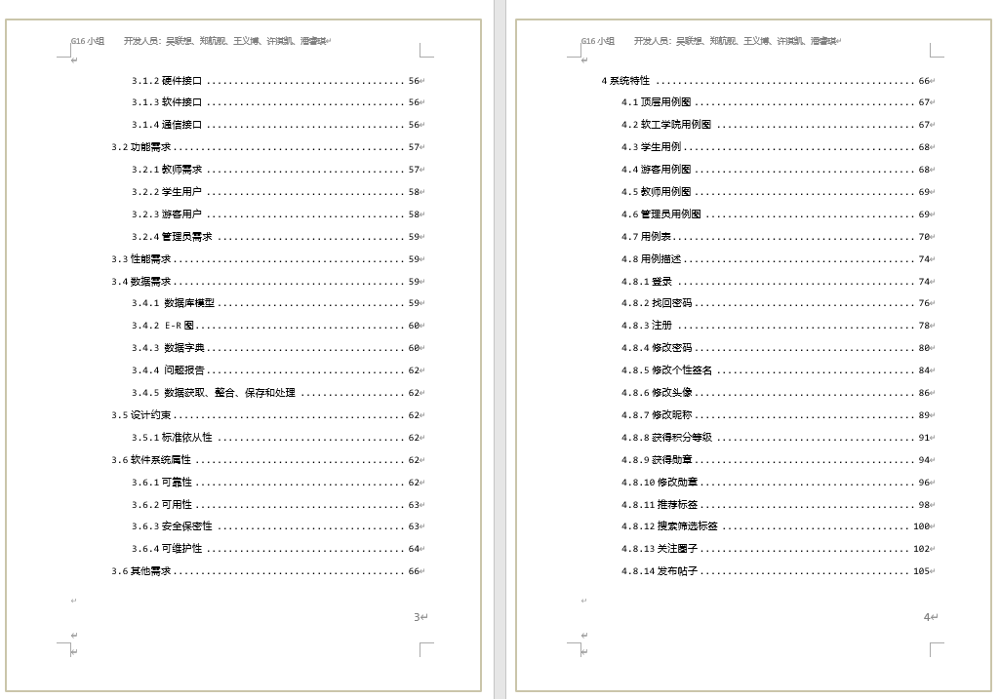 G16 小组 开发人员：吴联想、郑航舰、王义博、许淇凯、潘睿琪
3.1.2 硬件接口 56
3.1.3 软件接口 56
3.1.4 通信接口 56
3.2 功能需求 57
3.2.1 教师需求 57
3.2.2 学生用户 58
3.2.3 游客用户 58
3.2.4 管理员需求 59
3.3 性能需求 59
3.4 数据需求 59
3.4.1 数据库模型 59
3.4.2 E-R 图 60
3.4.3 数据字典 60
3.4.4 问题报告 62
3.4.5 数据获取、整合、保存和处理 62
3.5 设计约束 62
3.5.1 标准依从性 62
3.6 软件系统属性 62
3.6.1 可靠性 62
3.6.2 可用性 63
3.6.3 安全保密性 63
3.6.4 可维护性 64
3.6 其他需求 66
3
G16 小组 开发人员：吴联想、郑航舰、王义博、许淇凯、潘睿琪
4 系统特性 66
4.1 顶层用例图 67
4.2 软工学院用例图 67
4.3 学生用例 68
4.4 游客用例图 68
4.5 教师用例图 69
4.6 管理员用例图 69
4.7 用例表 70
4.8 用例描述 74
4.8.1 登录 74
4.8.2 找回密码 76
4.8.3 注册 78
4.8.4 修改密码 80
4.8.5 修改个性签名 84
4.8.6 修改头像 86
4.8.7 修改昵称 89
4.8.8 获得积分等级 91
4.8.9 获得勋章 94
4.8.10 修改勋章 96
4.8.11 推荐标签 98
4.8.12 搜索筛选标签 100
4.8.13 关注圈子 102
4.8.14 发布帖子 105
4